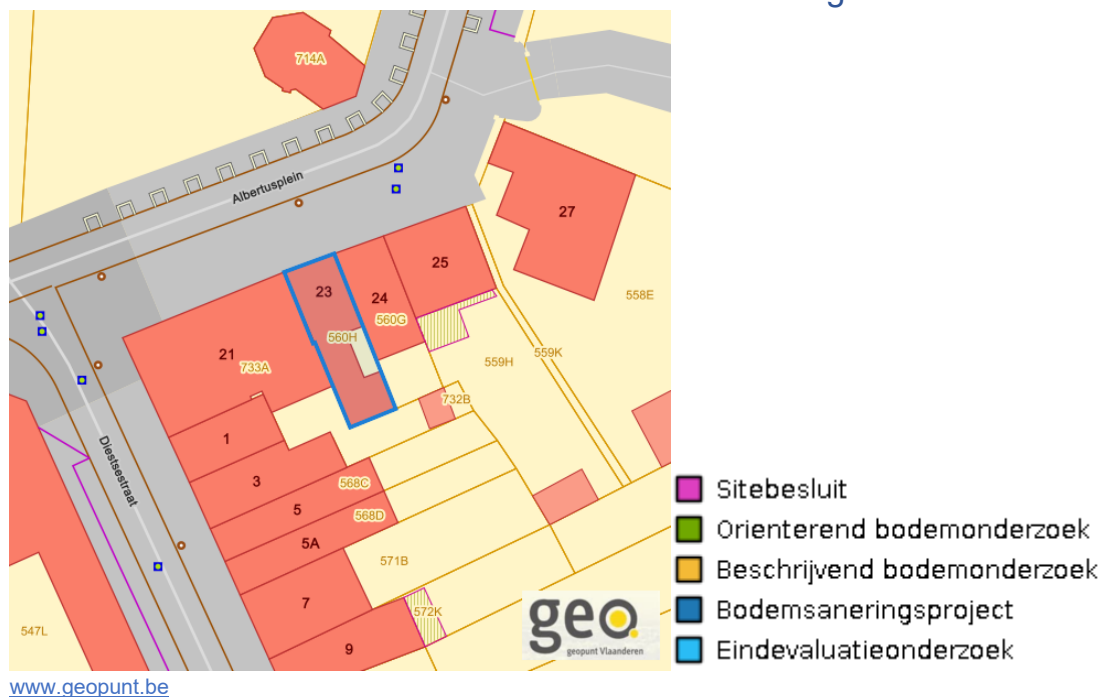 g
714A
Albertusplein
27
25
23
24
558E
560G
560H
21
733A
559K
559H
732B
1
Diestsestraat
3
568C
5
568D
5A
571B
7
572K
547L
9
geo.
geopunt Vlaanderen
Sitebesluit
Orienterend bodemonderzoek
Beschrijvend bodemonderzoek
Bodemsaneringsproject
Eindevaluatieonderzoek
www.geopunt.be